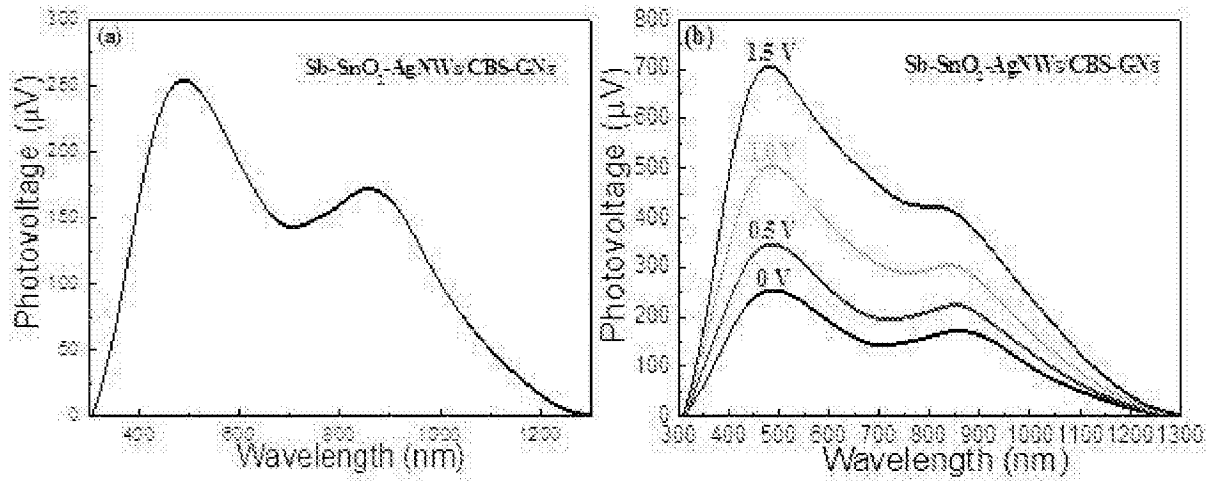 (a)
Sb-SnO2-AgNWs/CBS-GNs
Photovoltage (μV)
300
250
200
150
100
50
0
400
600
800
1000
1200
Wavelength (nm)
(b)
Sb-SnO2-AgNWs/CBS-GNs
1.5 V
1.0 V
0.5 V
0 V
Photovoltage (μV)
800
700
600
500
400
300
200
100
0
300 400 500 600 700 800 900 1000 1100 1200 1300
Wavelength (nm)